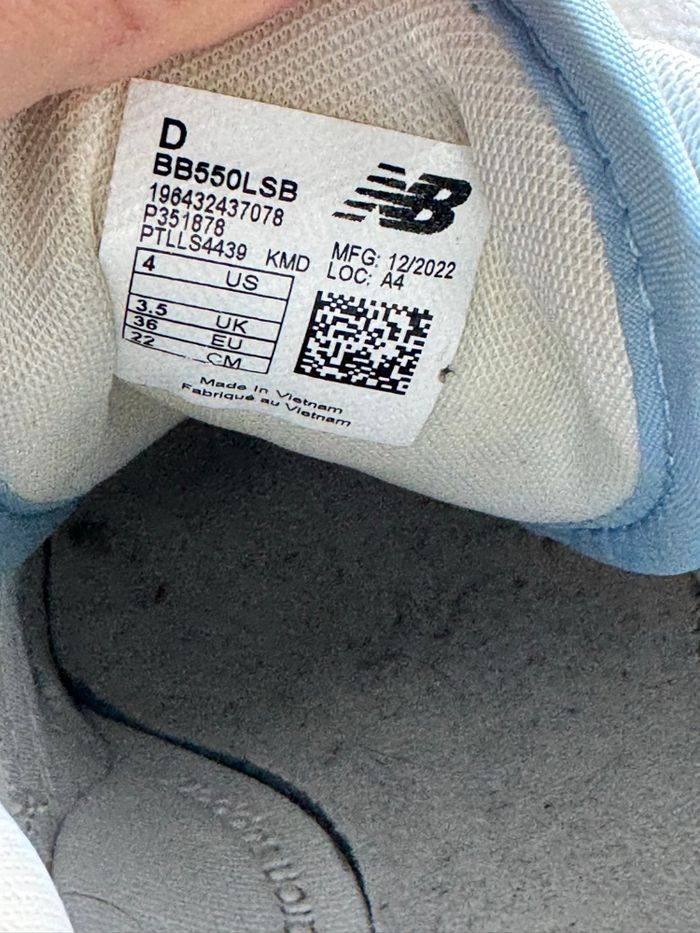 D
BB550LSB
196432437078
P351878
PTLLS4439 KMD
NB
MFG: 12/2022
LOC: A4
4 US
3.5 UK
36 EU
22 CM
Made in Vietnam
Fabriqué au Vietnam